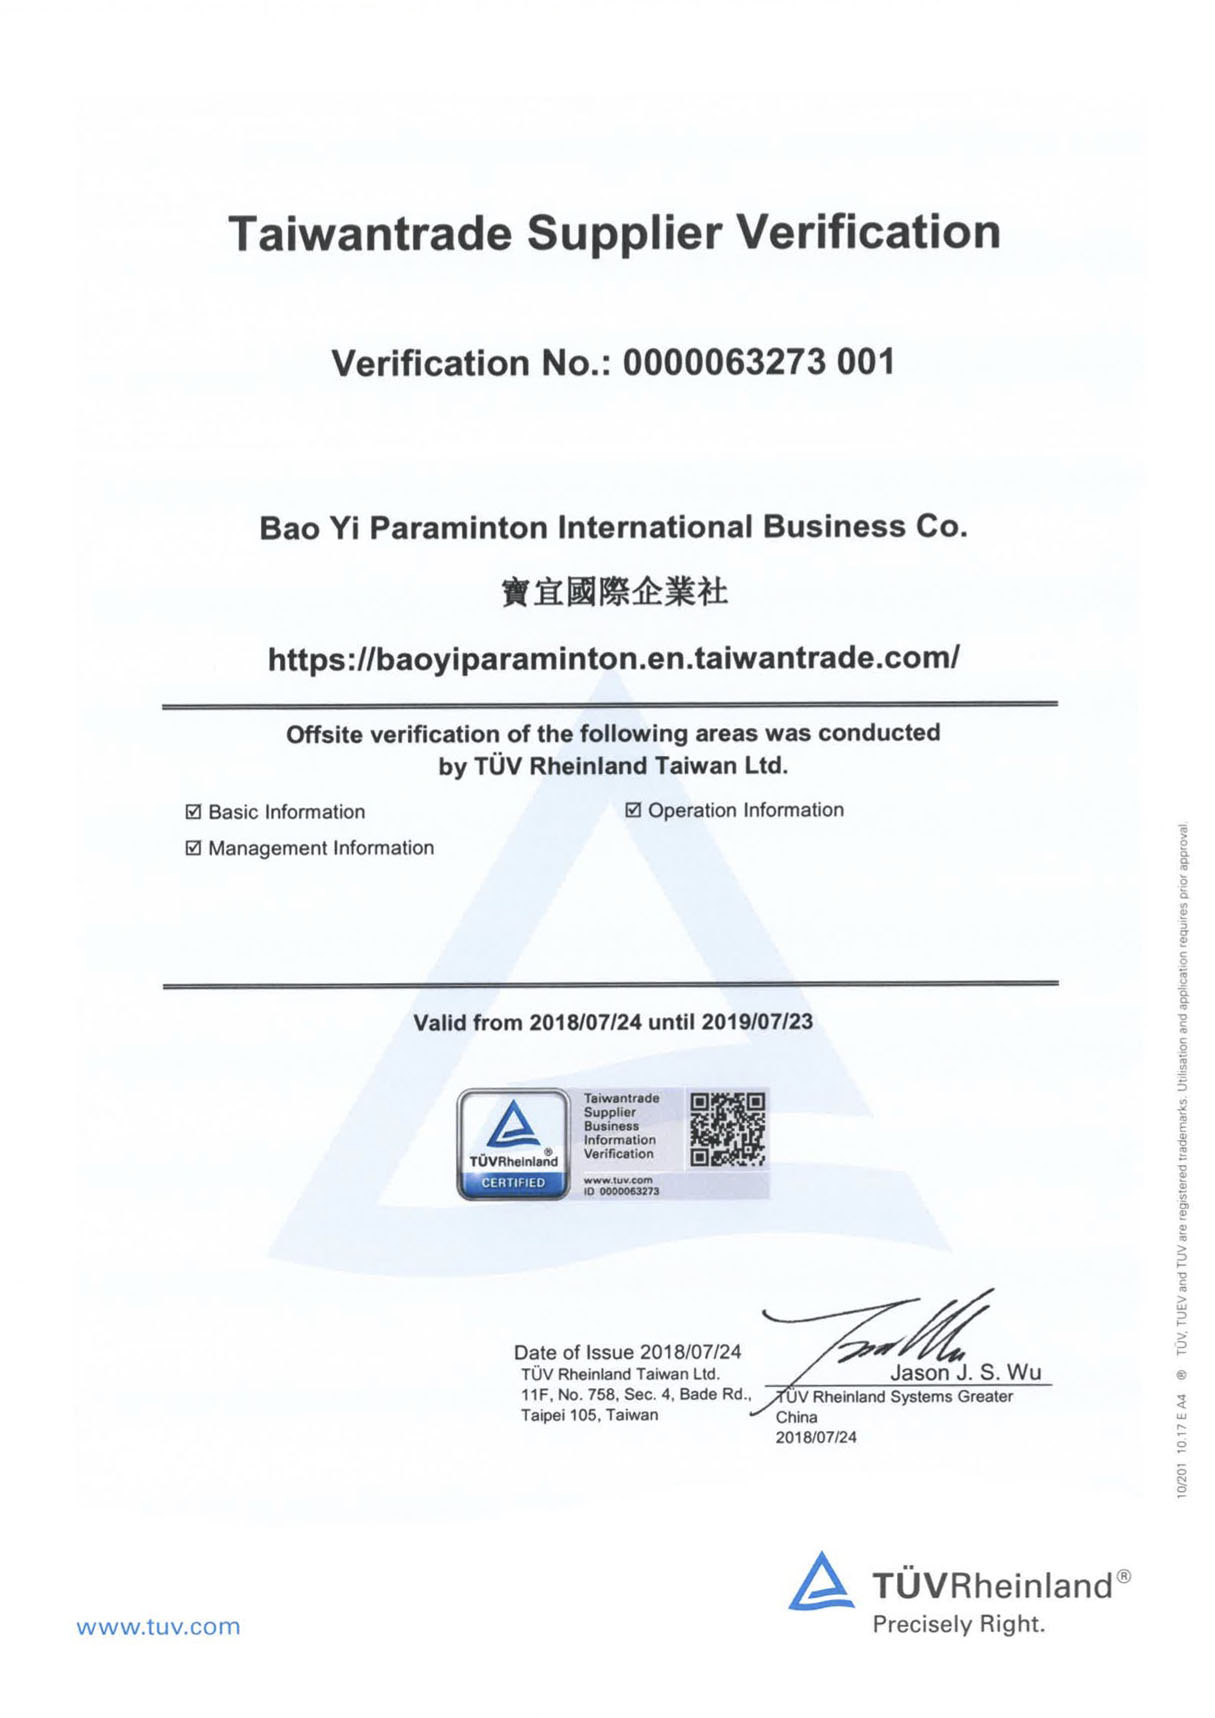 Taiwantrade Supplier Verification
Verification No.: 0000063273 001
Bao Yi Paraminton International Business Co.
寶宜國際企業社
https://baoyiparaminton.en.taiwantrade.com/
Offsite verification of the following areas was conducted
by TÜV Rheinland Taiwan Ltd.
☑ Basic Information
☑ Operation Information
☑ Management Information
Valid from 2018/07/24 until 2019/07/23
TÜVRheinland®
CERTIFIED
Taiwantrade
Supplier
Business
Information
Verification
www.tuv.com
ID 0000063273
Date of Issue 2018/07/24
TÜV Rheinland Taiwan Ltd.
11F, No. 758, Sec. 4, Bade Rd.,
Taipei 105, Taiwan
Jason J. S. Wu
TÜV Rheinland Systems Greater
China
2018/07/24
10/201 10.17 E A4 ® TÜV, TUEV and TUV are registered trademarks. Utilisation and application requires prior approval.
www.tuv.com
TÜVRheinland®
Precisely Right.